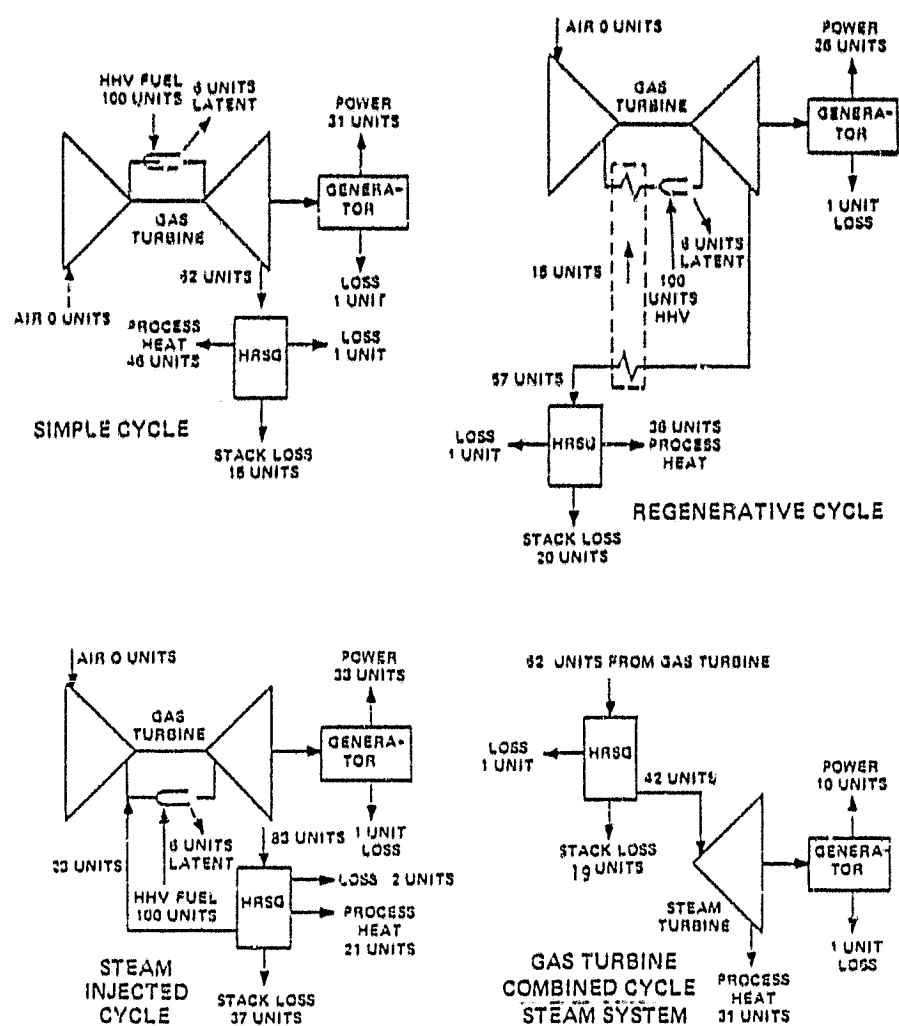 HHV FUEL
100 UNITS
6 UNITS
LATENT
POWER
31 UNITS
GENERA-
TOR
GAS
TURBINE
62 UNITS
LOSS
1 UNIT
AIR 0 UNITS
PROCESS
HEAT
46 UNITS
HRSG
LOSS
1 UNIT
STACK LOSS
15 UNITS
SIMPLE CYCLE
AIR 0 UNITS
POWER
36 UNITS
GAS
TURBINE
GENERA-
TOR
1 UNIT
LOSS
6 UNITS
LATENT
15 UNITS
100
UNITS
HHV
57 UNITS
LOSS
1 UNIT
HRSG
36 UNITS
PROCESS
HEAT
STACK LOSS
20 UNITS
REGENERATIVE CYCLE
AIR 0 UNITS
POWER
33 UNITS
GAS
TURBINE
GENERA-
TOR
1 UNIT
LOSS
6 UNITS
LATENT
83 UNITS
23 UNITS
HHV FUEL
100 UNITS
HRSG
LOSS 2 UNITS
PROCESS
HEAT
21 UNITS
STACK LOSS
37 UNITS
STEAM
INJECTED
CYCLE
62 UNITS FROM GAS TURBINE
LOSS
1 UNIT
HRSG
42 UNITS
STACK LOSS
19 UNITS
POWER
10 UNITS
GENERA-
TOR
STEAM
TURBINE
1 UNIT
LOSS
PROCESS
HEAT
31 UNITS
GAS TURBINE
COMBINED CYCLE
STEAM SYSTEM